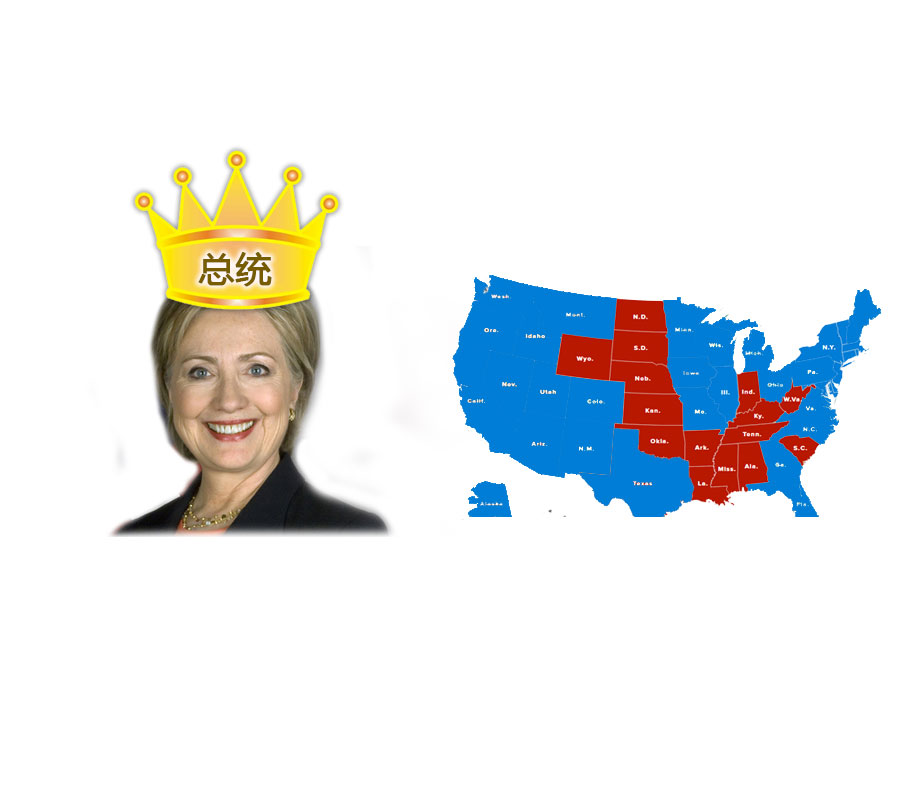 总统
Wash.
Mont.
N.D.
Minn.
Ore.
Idaho
Wyo.
S.D.
Wis.
Mich.
N.Y.
Nev.
Utah
Colo.
Neb.
Iowa
Ill.
Ind.
Ohio
Pa.
Calif.
Kan.
Mo.
Ky.
W.Va.
Va.
Ariz.
N.M.
Okla.
Ark.
Tenn.
N.C.
Texas
La.
Miss.
Ala.
Ga.
S.C.
Alaska
Fla.